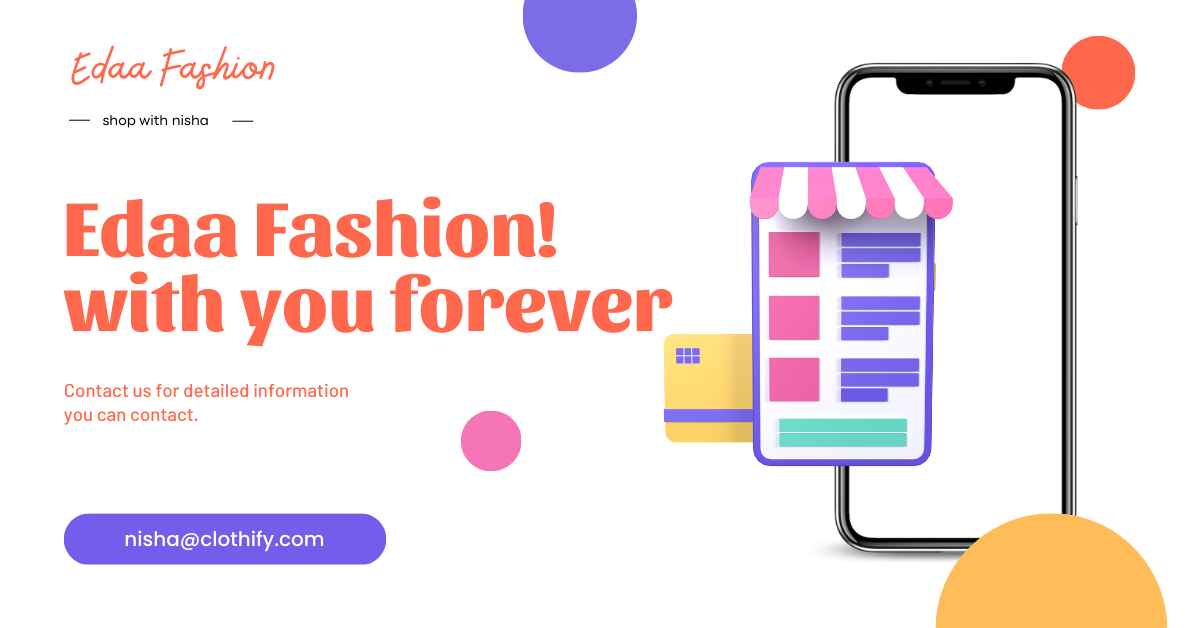 Edaa Fashion
shop with nisha
Edaa Fashion!
with you forever
Contact us for detailed information
you can contact.
nisha@clothify.com